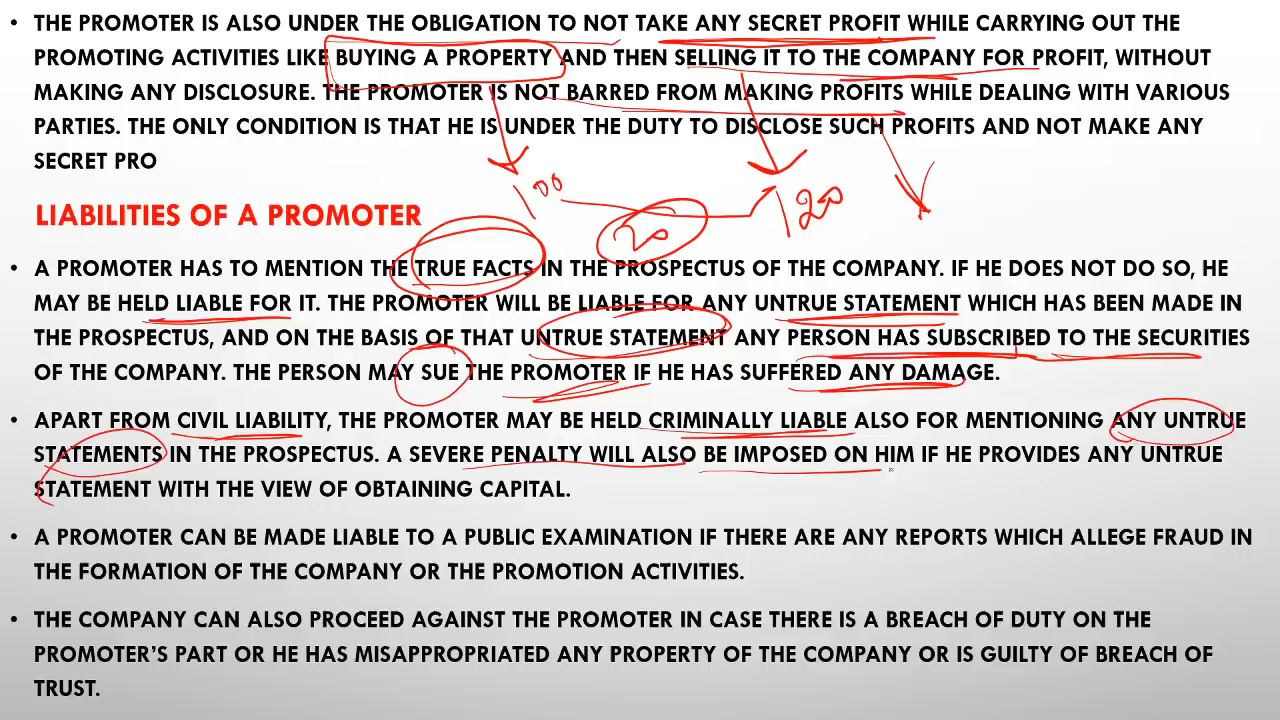 • THE PROMOTER IS ALSO UNDER THE OBLIGATION TO NOT TAKE ANY SECRET PROFIT WHILE CARRYING OUT THE
PROMOTING ACTIVITIES LIKE BUYING A PROPERTY AND THEN SELLING IT TO THE COMPANY FOR PROFIT, WITHOUT
MAKING ANY DISCLOSURE. THE PROMOTER IS NOT BARRED FROM MAKING PROFITS WHILE DEALING WITH VARIOUS
PARTIES. THE ONLY CONDITION IS THAT HE IS UNDER THE DUTY TO DISCLOSE SUCH PROFITS AND NOT MAKE ANY
SECRET PRO
100 20 120
LIABILITIES OF A PROMOTER
• A PROMOTER HAS TO MENTION THE TRUE FACTS IN THE PROSPECTUS OF THE COMPANY. IF HE DOES NOT DO SO, HE
MAY BE HELD LIABLE FOR IT. THE PROMOTER WILL BE LIABLE FOR ANY UNTRUE STATEMENT WHICH HAS BEEN MADE IN
THE PROSPECTUS, AND ON THE BASIS OF THAT UNTRUE STATEMENT ANY PERSON HAS SUBSCRIBED TO THE SECURITIES
OF THE COMPANY. THE PERSON MAY SUE THE PROMOTER IF HE HAS SUFFERED ANY DAMAGE.
• APART FROM CIVIL LIABILITY, THE PROMOTER MAY BE HELD CRIMINALLY LIABLE ALSO FOR MENTIONING ANY UNTRUE
STATEMENTS IN THE PROSPECTUS. A SEVERE PENALTY WILL ALSO BE IMPOSED ON HIM IF HE PROVIDES ANY UNTRUE
STATEMENT WITH THE VIEW OF OBTAINING CAPITAL.
• A PROMOTER CAN BE MADE LIABLE TO A PUBLIC EXAMINATION IF THERE ARE ANY REPORTS WHICH ALLEGE FRAUD IN
THE FORMATION OF THE COMPANY OR THE PROMOTION ACTIVITIES.
• THE COMPANY CAN ALSO PROCEED AGAINST THE PROMOTER IN CASE THERE IS A BREACH OF DUTY ON THE
PROMOTER'S PART OR HE HAS MISAPPROPRIATED ANY PROPERTY OF THE COMPANY OR IS GUILTY OF BREACH OF
TRUST.